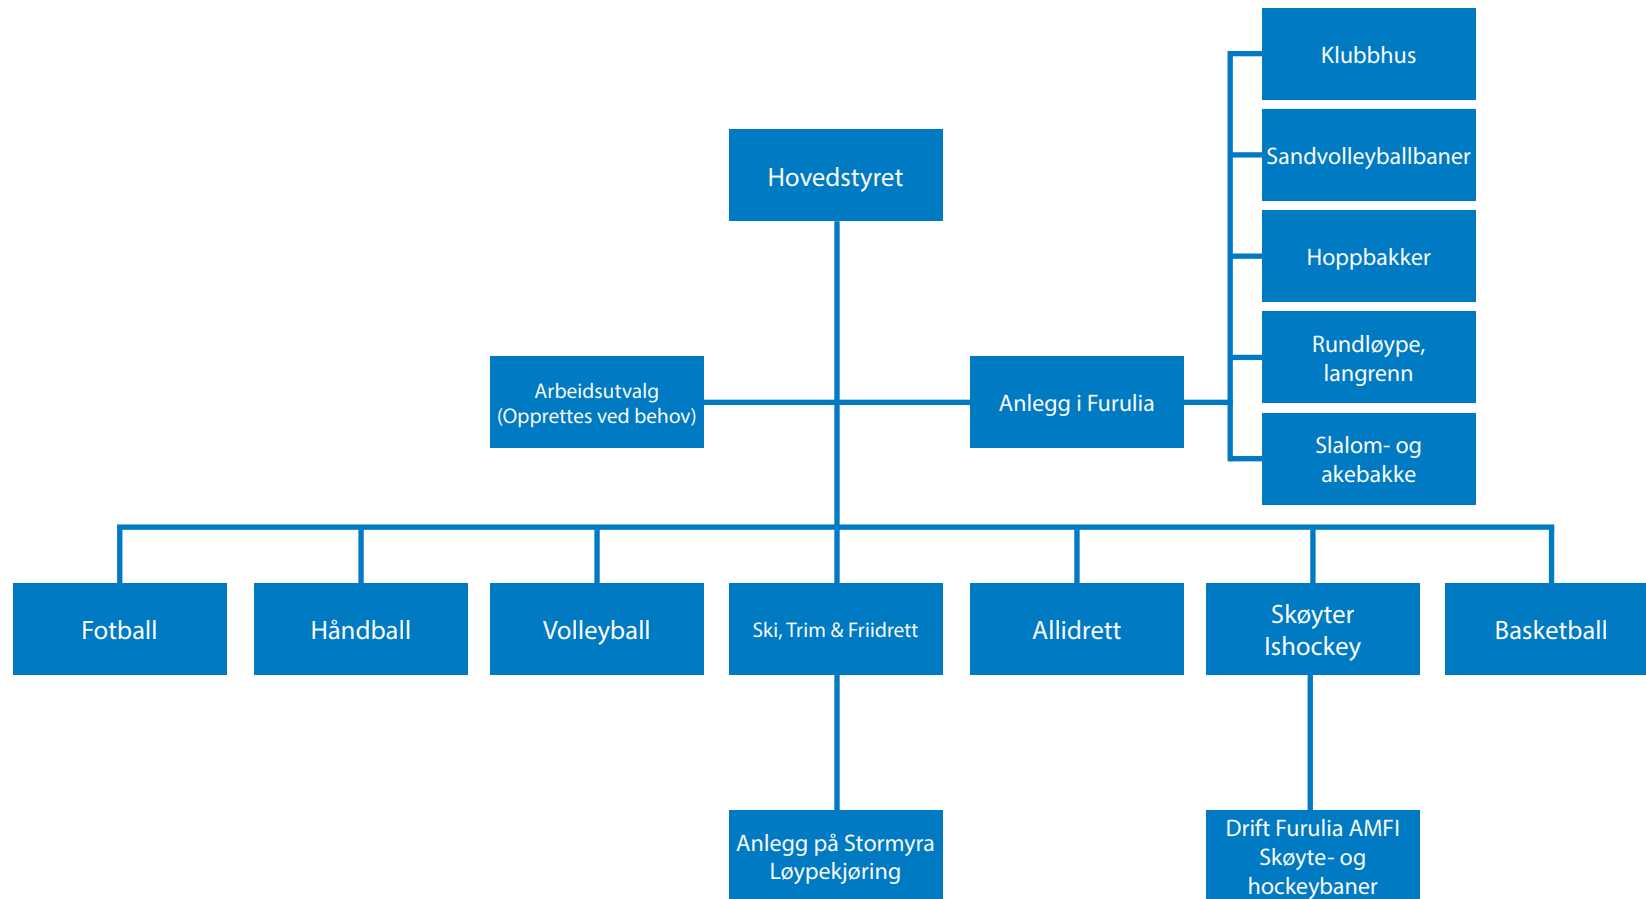 Klubbhus
Sandvolleyballbaner
Hovedstyret
Hoppbakker
Rundløype,
langrenn
Arbeidsutvalg
(Opprettes ved behov)
Anlegg i Furulia
Slalom- og
akebakke
Fotball
Håndball
Volleyball
Ski, Trim & Friidrett
Allidrett
Skøyter
Ishockey
Basketball
Anlegg på Stormyra
Løypekjøring
Drift Furulia AMFI
Skøyte- og
hockeybaner